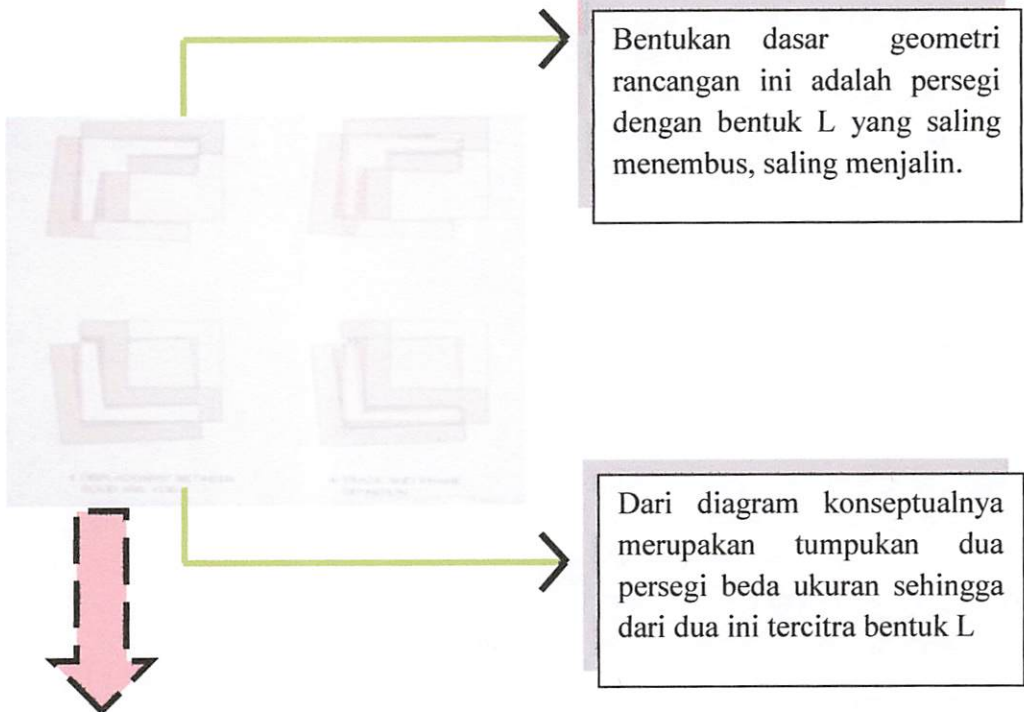 Bentukan dasar geometri
rancangan ini adalah persegi
dengan bentuk L yang saling
menembus, saling menjalin.
Dari diagram konseptualnya
merupakan tumpukan dua
persegi beda ukuran sehingga
dari dua ini tercitra bentuk L